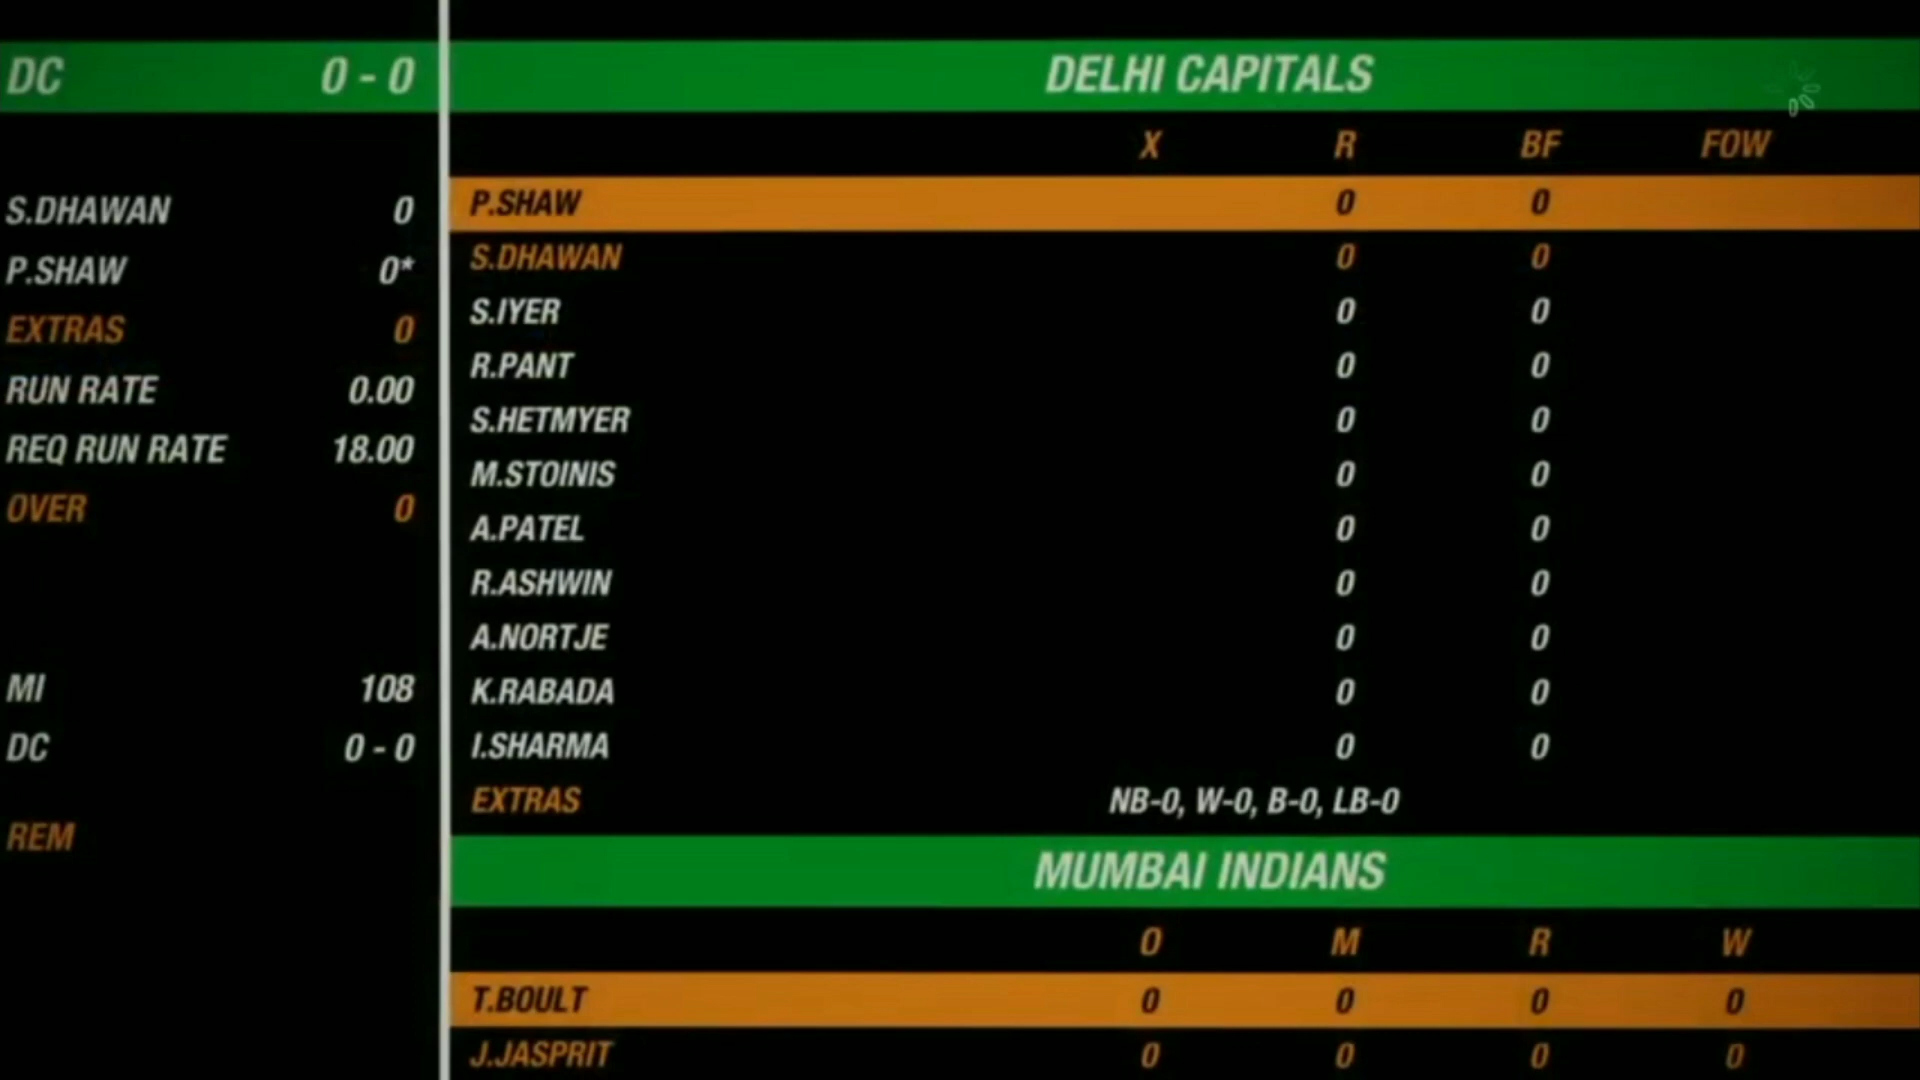 DC 0 - 0
S.DHAWAN 0
P.SHAW 0*
EXTRAS 0
RUN RATE 0.00
REQ RUN RATE 18.00
OVER 0
MI 108
DC 0 - 0
REM
DELHI CAPITALS
X R BF FOW
P.SHAW 0 0
S.DHAWAN 0 0
S.IYER 0 0
R.PANT 0 0
S.HETMYER 0 0
M.STOINIS 0 0
A.PATEL 0 0
R.ASHWIN 0 0
A.NORTJE 0 0
K.RABADA 0 0
I.SHARMA 0 0
EXTRAS NB-0, W-0, B-0, LB-0
MUMBAI INDIANS
O M R W
T.BOULT 0 0 0 0
J.JASPRIT 0 0 0 0